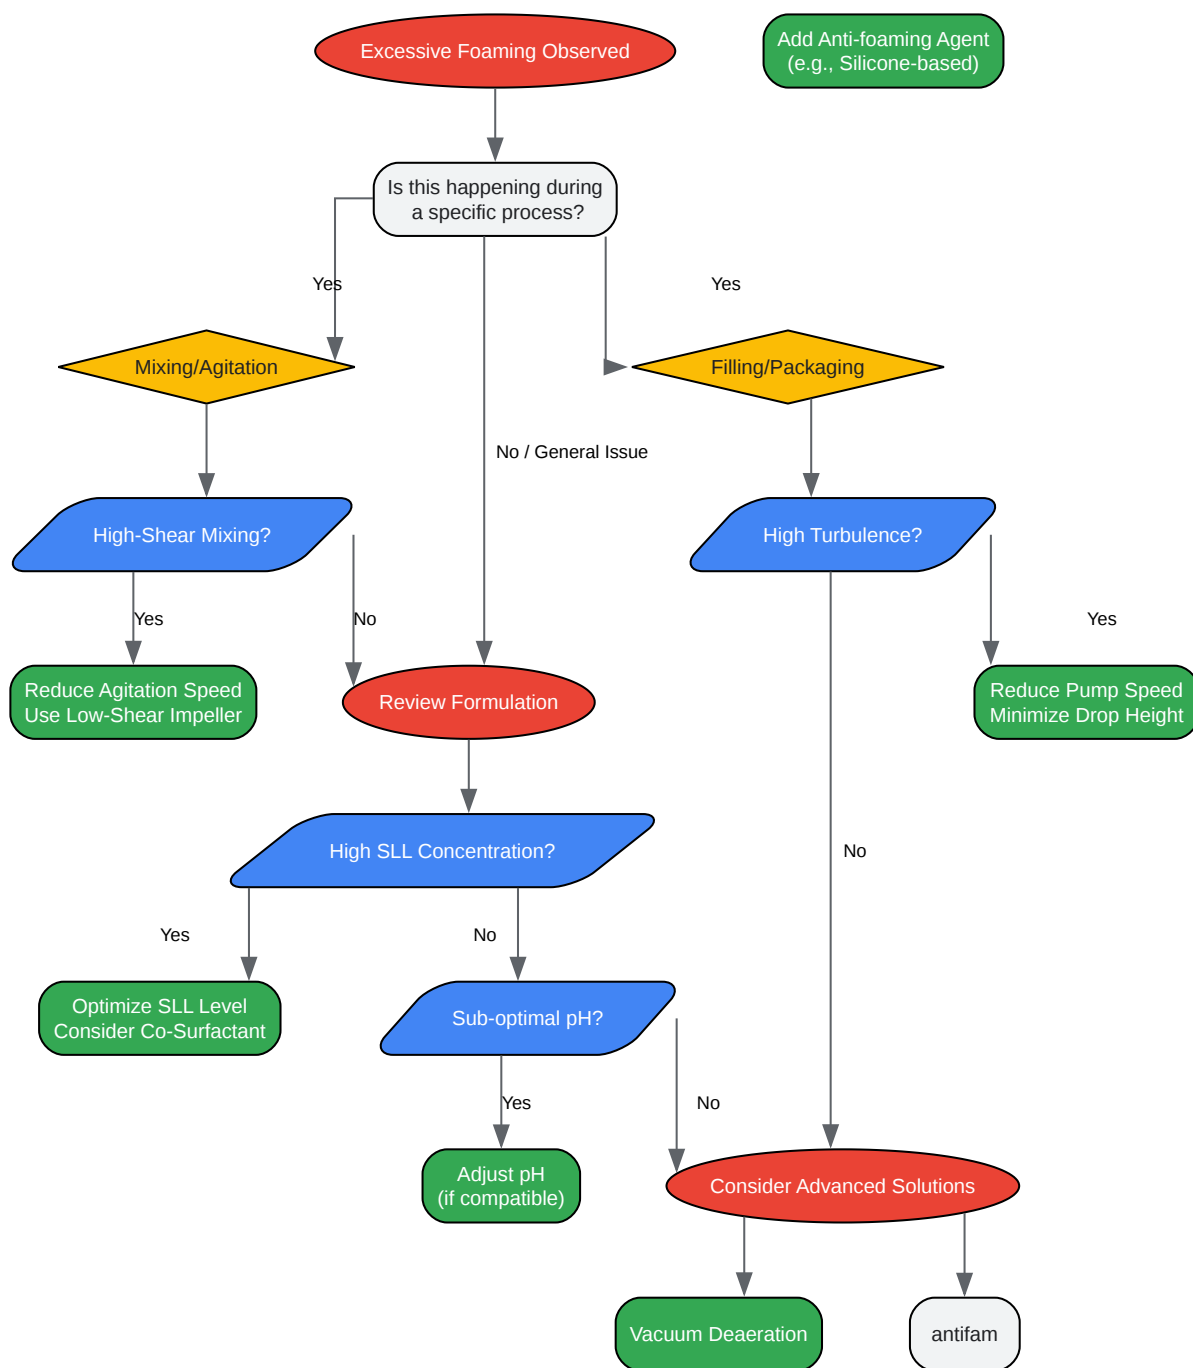 Excessive Foaming Observed
Add Anti-foaming Agent
(e.g., Silicone-based)
Is this happening during
a specific process?
Yes
Yes
Mixing/Agitation
Filling/Packaging
No / General Issue
High-Shear Mixing?
High Turbulence?
Yes
No
Yes
Reduce Agitation Speed
Use Low-Shear Impeller
Review Formulation
Reduce Pump Speed
Minimize Drop Height
High SLL Concentration?
No
Yes
No
Optimize SLL Level
Consider Co-Surfactant
Sub-optimal pH?
Yes
No
Adjust pH
(if compatible)
Consider Advanced Solutions
Vacuum Deaeration
antifam